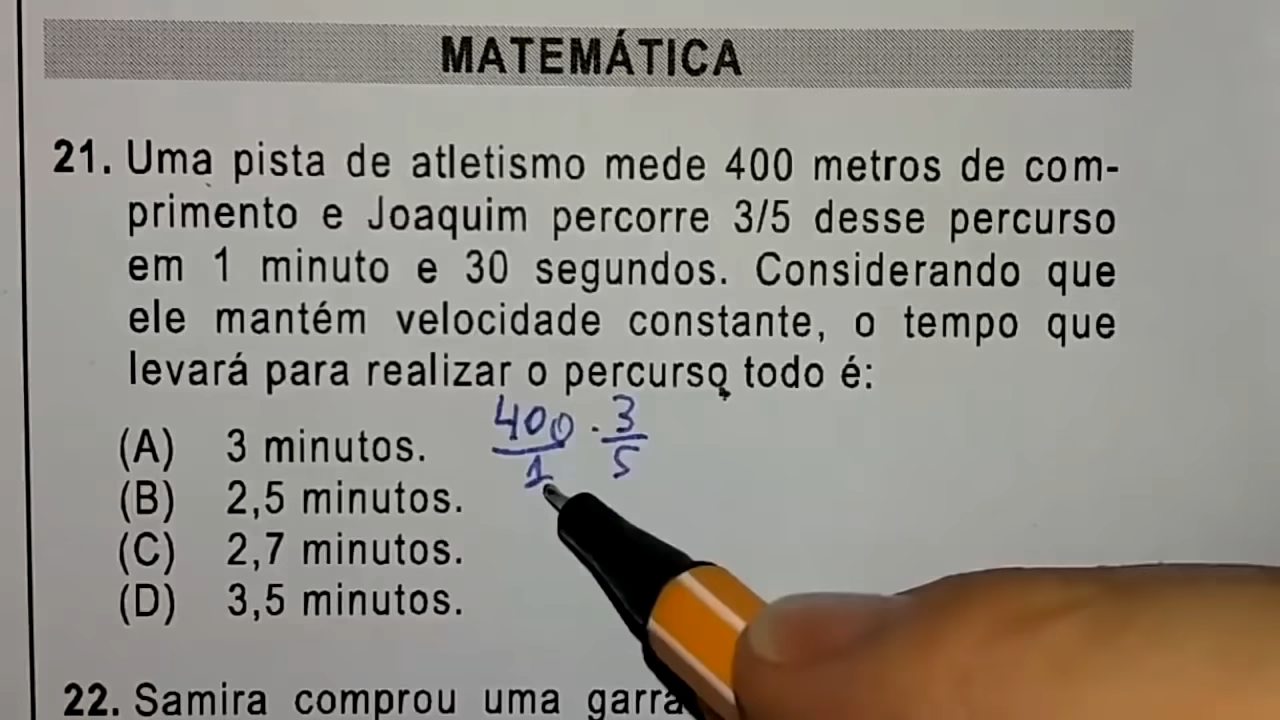 MATEMÁTICA
21. Uma pista de atletismo mede 400 metros de com-
primento e Joaquim percorre 3/5 desse percurso
em 1 minuto e 30 segundos. Considerando que
ele mantém velocidade constante, o tempo que
levará para realizar o percurso todo é:
400/1 · 3/5
(A) 3 minutos.
(B) 2,5 minutos.
(C) 2,7 minutos.
(D) 3,5 minutos.
22. Samira comprou uma